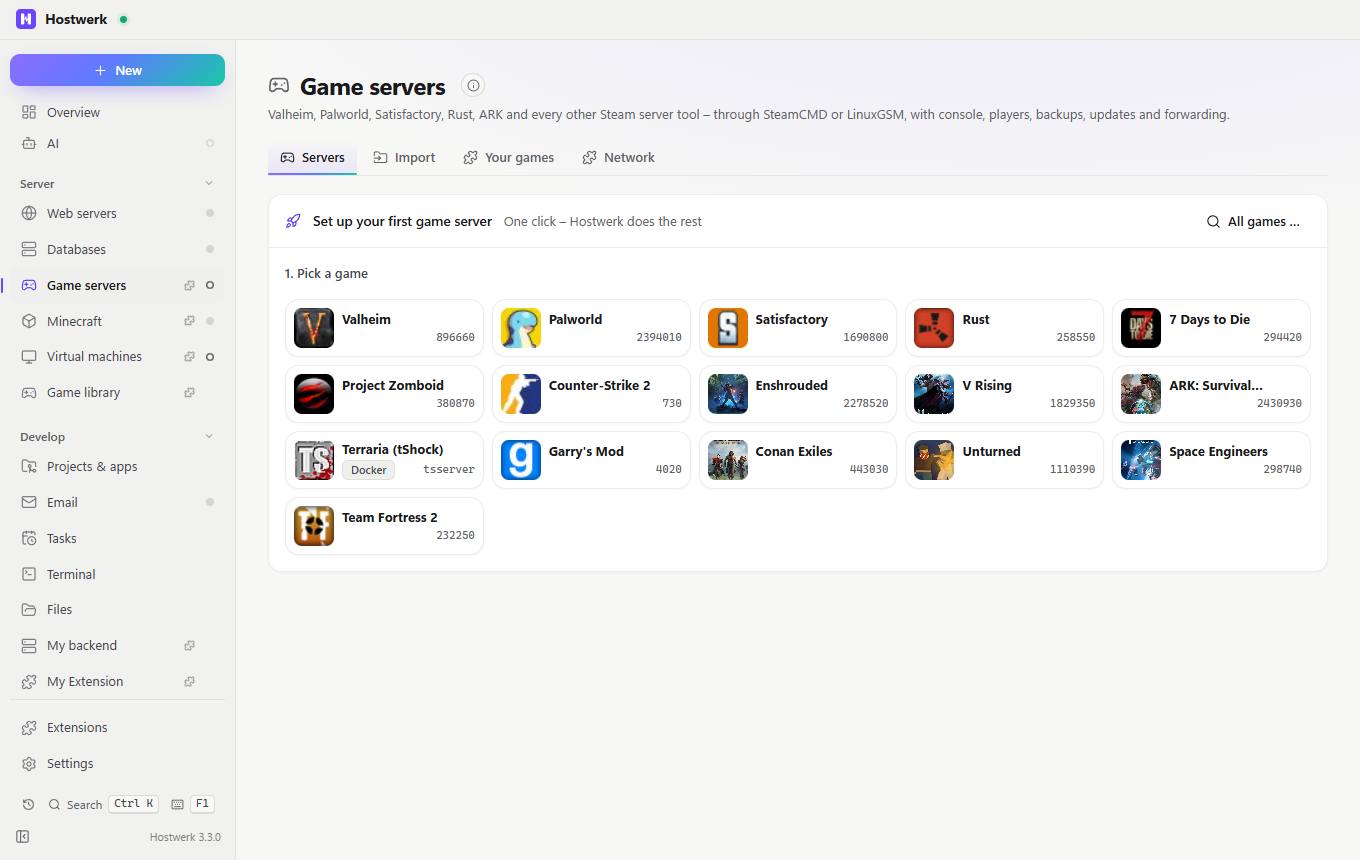 Hostwerk
New
Overview
AI
Server
Web servers
Databases
Game servers
Minecraft
Virtual machines
Game library
Develop
Projects & apps
Email
Tasks
Terminal
Files
My backend
My Extension
Extensions
Settings
Search Ctrl K F1
Hostwerk 3.3.0
Game servers
Valheim, Palworld, Satisfactory, Rust, ARK and every other Steam server tool – through SteamCMD or LinuxGSM, with console, players, backups, updates and forwarding.
Servers Import Your games Network
Set up your first game server One click – Hostwerk does the rest All games ...
1. Pick a game
Valheim
896660
Palworld
2394010
Satisfactory
1690800
Rust
258550
7 Days to Die
294420
Project Zomboid
380870
Counter-Strike 2
730
Enshrouded
2278520
V Rising
1829350
ARK: Survival...
2430930
Terraria (tShock)
Docker tsserver
Garry's Mod
4020
Conan Exiles
443030
Unturned
1110390
Space Engineers
298740
Team Fortress 2
232250